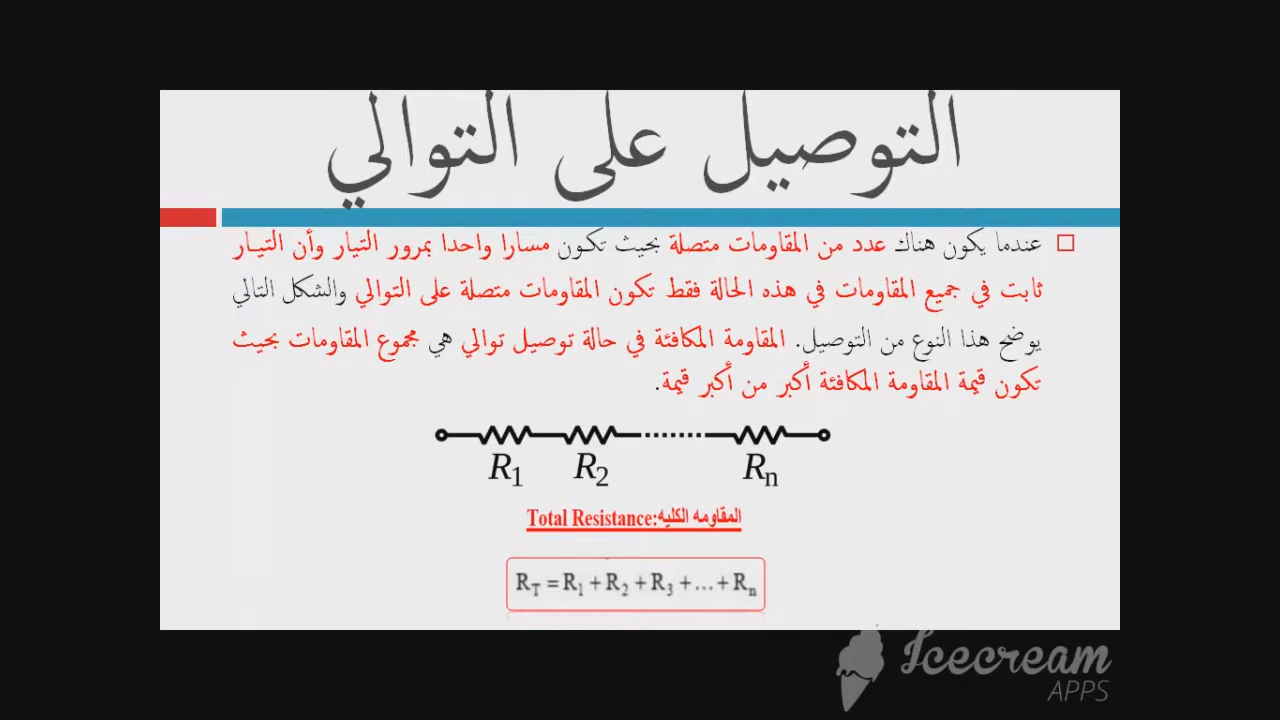 التوصيل على التوالي
عندما يكون هناك عدد من المقاومات متصلة بحيث تكون مسارا واحدا بمرور التيار وأن التيار
ثابت في جميع المقاومات في هذه الحالة فقط تكون المقاومات متصلة على التوالي والشكل التالي
يوضح هذا النوع من التوصيل. المقاومة المكافئة في حالة توصيل توالي هي مجموع المقاومات بحيث
تكون قيمة المقاومة المكافئة أكبر من أكبر قيمة.
R1 R2 Rn
Total Resistance:المقاومه الكليه
RT = R1 + R2 + R3 + ... + Rn
Icecream
APPS